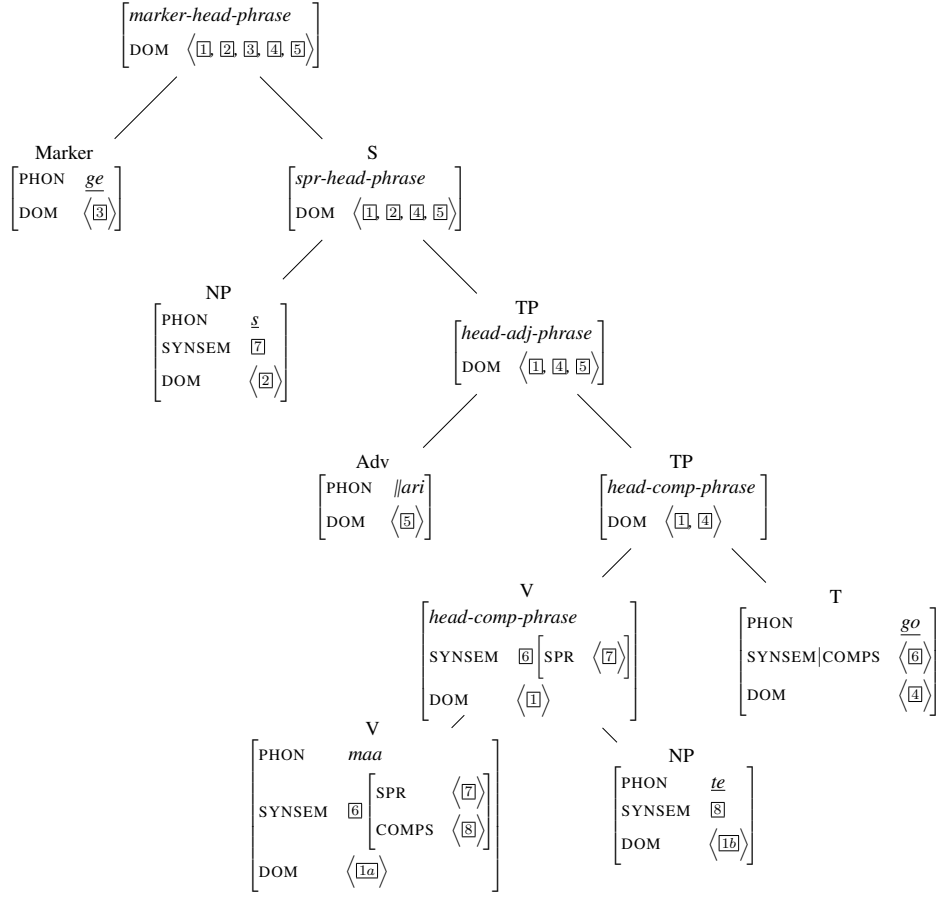 marker-head-phrase
DOM ⟨1, 2, 3, 4, 5⟩
Marker
PHON ge
DOM ⟨3⟩
S
spr-head-phrase
DOM ⟨1, 2, 4, 5⟩
NP
PHON s
SYNSEM 7
DOM ⟨2⟩
TP
head-adj-phrase
DOM ⟨1, 4, 5⟩
Adv
PHON ǁari
DOM ⟨5⟩
TP
head-comp-phrase
DOM ⟨1, 4⟩
V
head-comp-phrase
SYNSEM 6 [SPR ⟨7⟩]
DOM ⟨1⟩
T
PHON go
SYNSEM|COMPS ⟨6⟩
DOM ⟨4⟩
V
PHON maa
SYNSEM 6 [SPR ⟨7⟩
COMPS ⟨8⟩]
DOM ⟨1a⟩
NP
PHON te
SYNSEM 8
DOM ⟨1b⟩